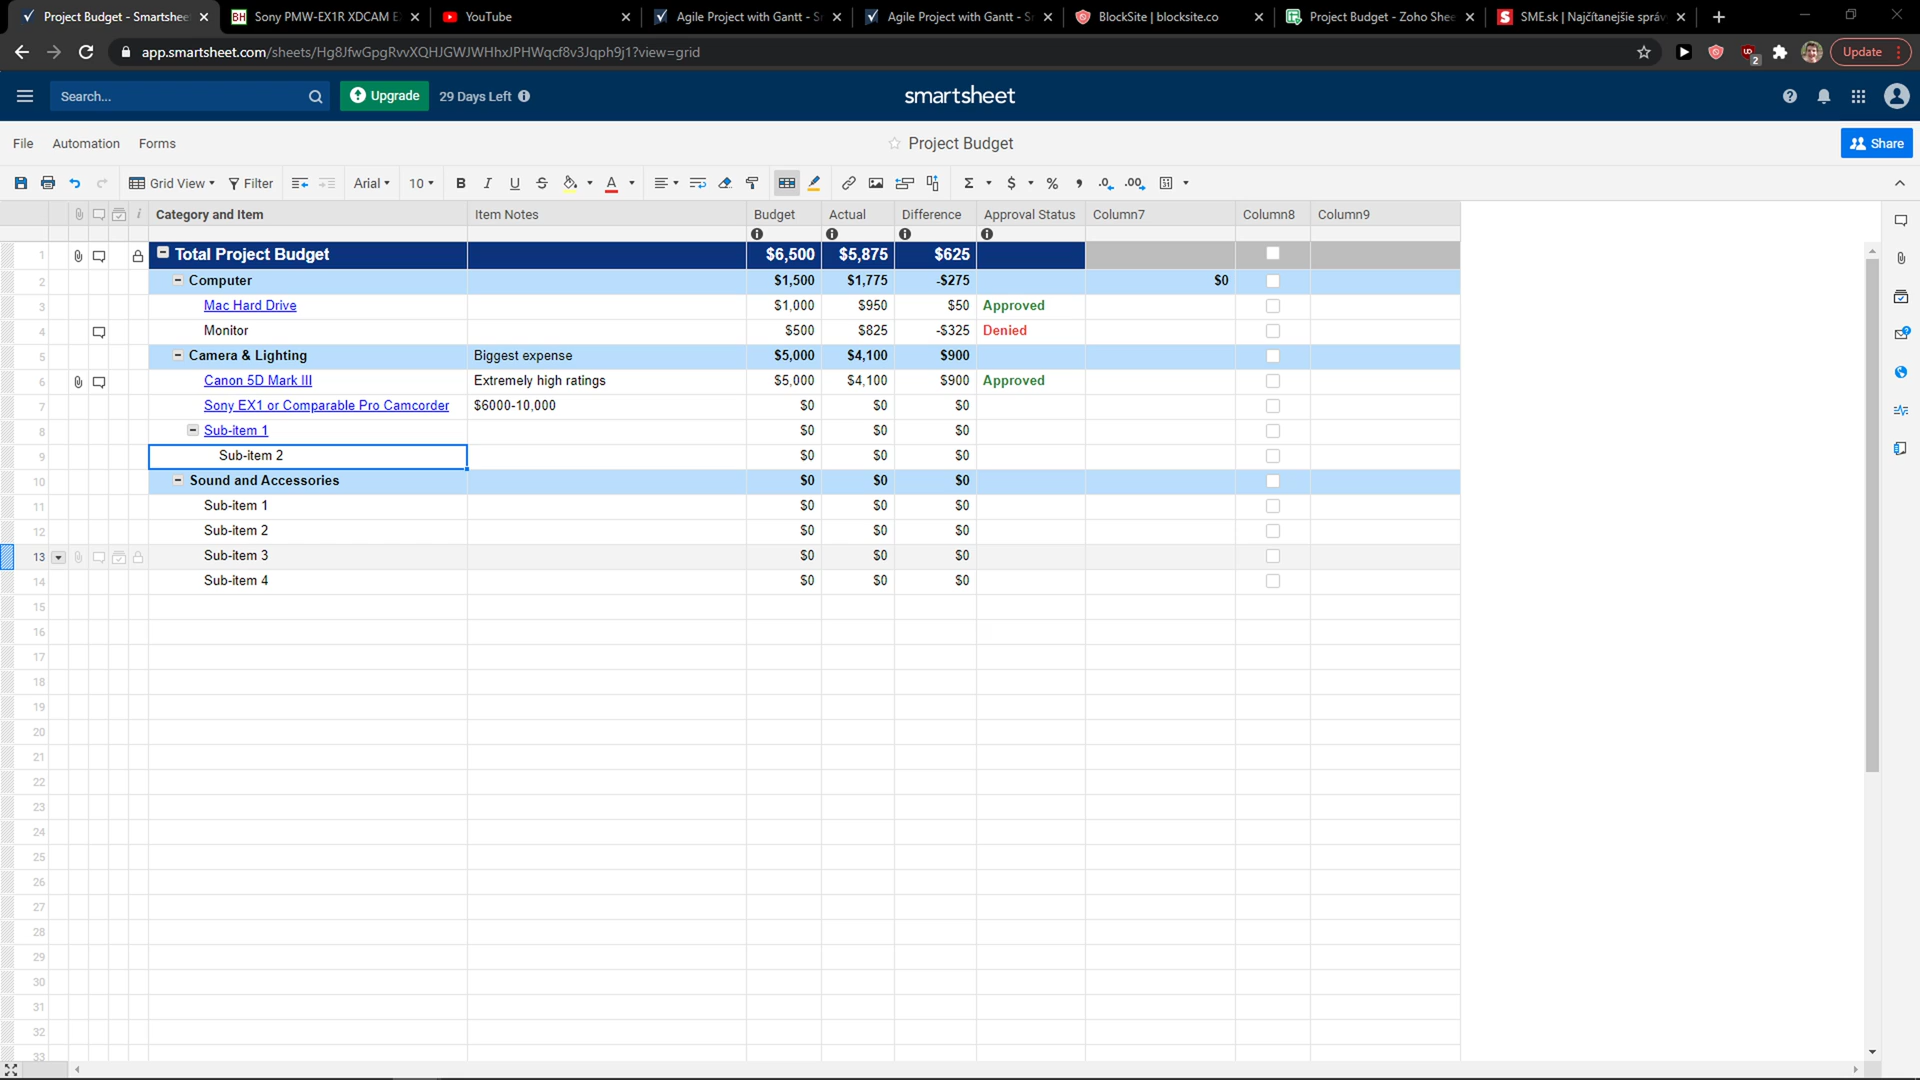 Project Budget - Smartshee
BH Sony PMW-EX1R XDCAM E
YouTube
Agile Project with Gantt - S
Agile Project with Gantt - S
BlockSite | blocksite.co
Project Budget - Zoho She
S SME.sk | Najčítanejšie správ
app.smartsheet.com/sheets/Hg8JfwGpgRvvXQHJGWJWHhxJPHWqcf8v3Jqph9j1?view=grid
2
Update
Search...
Upgrade
29 Days Left
smartsheet
File Automation Forms
Project Budget
Share
Grid View Filter Arial 10 B I U S A Σ $ % , .0 .00
Category and Item Item Notes Budget Actual Difference Approval Status Column7 Column8 Column9
1 Total Project Budget $6,500 $5,875 $625
2 Computer $1,500 $1,775 -$275 $0
3 Mac Hard Drive $1,000 $950 $50 Approved
4 Monitor $500 $825 -$325 Denied
5 Camera & Lighting Biggest expense $5,000 $4,100 $900
6 Canon 5D Mark III Extremely high ratings $5,000 $4,100 $900 Approved
7 Sony EX1 or Comparable Pro Camcorder $6000-10,000 $0 $0 $0
8 Sub-item 1 $0 $0 $0
9 Sub-item 2 $0 $0 $0
10 Sound and Accessories $0 $0 $0
11 Sub-item 1 $0 $0 $0
12 Sub-item 2 $0 $0 $0
13 Sub-item 3 $0 $0 $0
14 Sub-item 4 $0 $0 $0
15
16
17
18
19
20
21
22
23
24
25
26
27
28
29
30
31
32
33